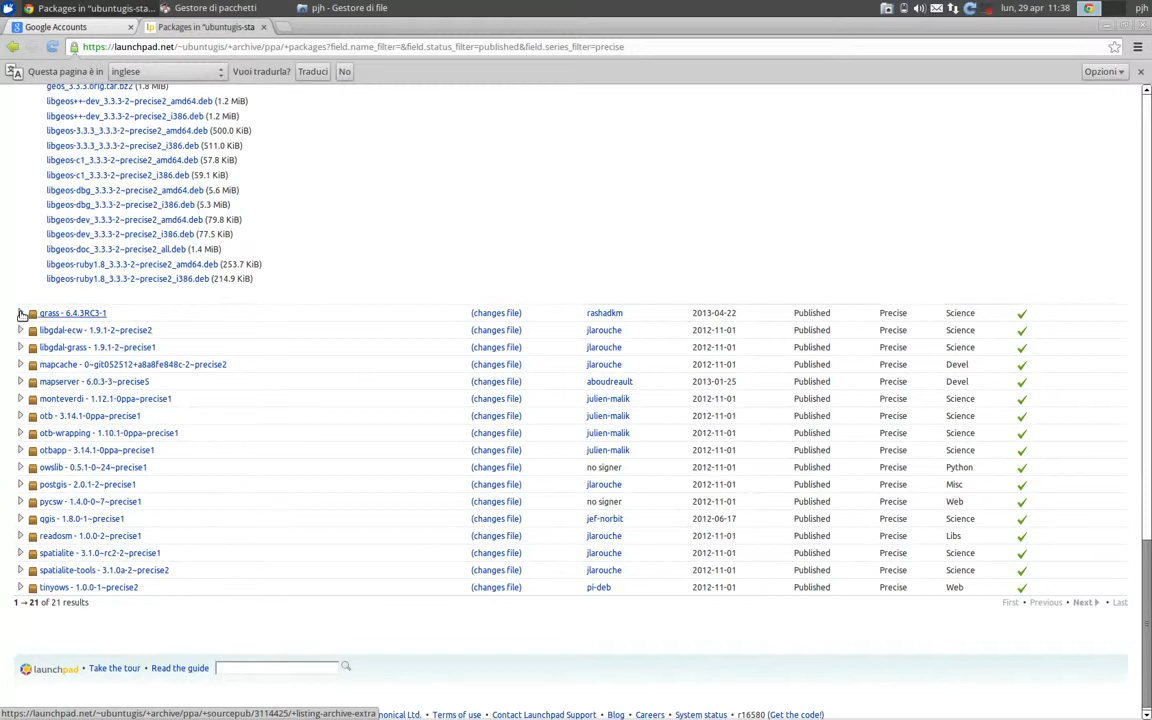 Packages in "ubuntugis-sta
Gestore di pacchetti
pjh - Gestore di file
lun, 29 apr 11:38
pjh
Google Accounts
Packages in "ubuntugis-sta
https://launchpad.net/~ubuntugis/+archive/ppa/+packages?field.name_filter=&field.status_filter=published&field.series_filter=precise
Questa pagina è in inglese Vuoi tradurla? Traduci No Opzioni
geos_3.3.3.orig.tar.bz2 (1.8 MiB)
libgeos++-dev_3.3.3-2~precise2_amd64.deb (1.2 MiB)
libgeos++-dev_3.3.3-2~precise2_i386.deb (1.2 MiB)
libgeos-3.3.3_3.3.3-2~precise2_amd64.deb (500.0 KiB)
libgeos-3.3.3_3.3.3-2~precise2_i386.deb (511.0 KiB)
libgeos-c1_3.3.3-2~precise2_amd64.deb (57.8 KiB)
libgeos-c1_3.3.3-2~precise2_i386.deb (59.1 KiB)
libgeos-dbg_3.3.3-2~precise2_amd64.deb (5.6 MiB)
libgeos-dbg_3.3.3-2~precise2_i386.deb (5.3 MiB)
libgeos-dev_3.3.3-2~precise2_amd64.deb (79.8 KiB)
libgeos-dev_3.3.3-2~precise2_i386.deb (77.5 KiB)
libgeos-doc_3.3.3-2~precise2_all.deb (1.4 MiB)
libgeos-ruby1.8_3.3.3-2~precise2_amd64.deb (253.7 KiB)
libgeos-ruby1.8_3.3.3-2~precise2_i386.deb (214.9 KiB)
grass - 6.4.3RC3-1 (changes file) rashadkm 2013-04-22 Published Precise Science
libgdal-ecw - 1.9.1-2~precise2 (changes file) jlarouche 2012-11-01 Published Precise Science
libgdal-grass - 1.9.1-2~precise1 (changes file) jlarouche 2012-11-01 Published Precise Science
mapcache - 0~git052512+a8a8fe848c-2~precise2 (changes file) jlarouche 2012-11-01 Published Precise Devel
mapserver - 6.0.3-3~precise5 (changes file) aboudreault 2013-01-25 Published Precise Devel
monteverdi - 1.12.1-0ppa~precise1 (changes file) julien-malik 2012-11-01 Published Precise Science
otb - 3.14.1-0ppa~precise1 (changes file) julien-malik 2012-11-01 Published Precise Science
otb-wrapping - 1.10.1-0ppa~precise1 (changes file) julien-malik 2012-11-01 Published Precise Science
otbapp - 3.14.1-0ppa~precise1 (changes file) julien-malik 2012-11-01 Published Precise Science
owslib - 0.5.1-0~24~precise1 (changes file) no signer 2012-11-01 Published Precise Python
postgis - 2.0.1-2~precise1 (changes file) jlarouche 2012-11-01 Published Precise Misc
pycsw - 1.4.0-0~7~precise1 (changes file) no signer 2012-11-01 Published Precise Web
qgis - 1.8.0-1~precise1 (changes file) jef-norbit 2012-06-17 Published Precise Science
readosm - 1.0.0-2~precise1 (changes file) jlarouche 2012-11-01 Published Precise Libs
spatialite - 3.1.0~rc2-2~precise1 (changes file) jlarouche 2012-11-01 Published Precise Science
spatialite-tools - 3.1.0a-2~precise2 (changes file) jlarouche 2012-11-01 Published Precise Science
tinyows - 1.0.0-1~precise2 (changes file) pi-deb 2012-11-01 Published Precise Web
1 → 21 of 21 results First • Previous • Next • Last
launchpad • Take the tour • Read the guide
https://launchpad.net/~ubuntugis/+archive/ppa/+sourcepub/3114425/+listing-archive-extra
nonical Ltd. • Terms of use • Contact Launchpad Support • Blog • Careers • System status • r16580 (Get the code!)